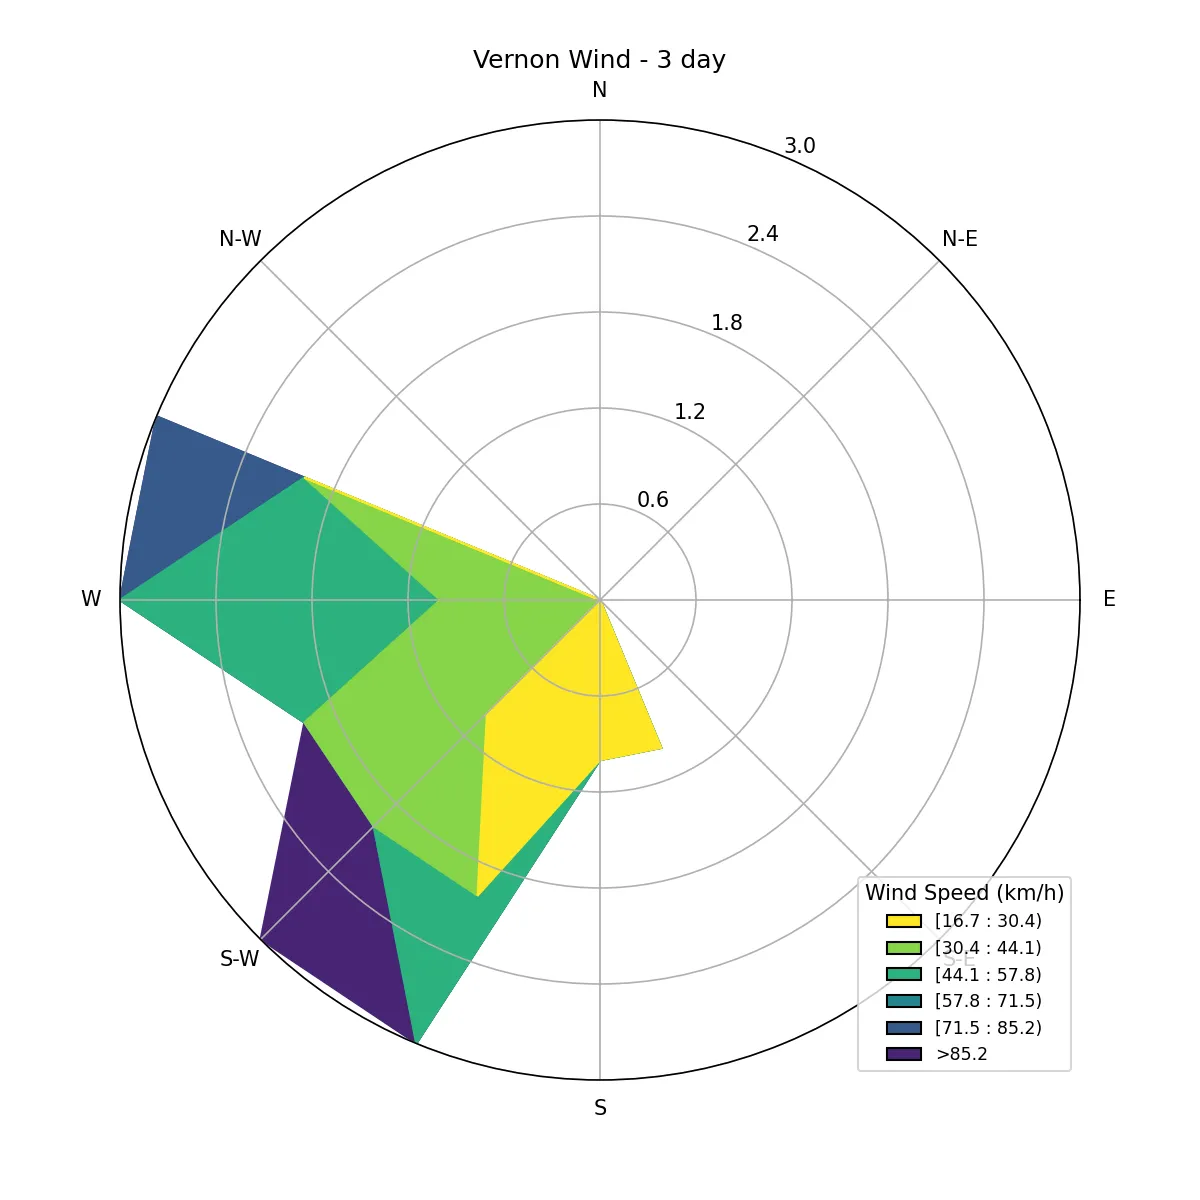 Vernon Wind - 3 day
N
3.0
N-W
2.4
N-E
1.8
1.2
0.6
W
E
S-W
S-E
Wind Speed (km/h)
[16.7 : 30.4)
[30.4 : 44.1)
[44.1 : 57.8)
[57.8 : 71.5)
[71.5 : 85.2)
>85.2
S